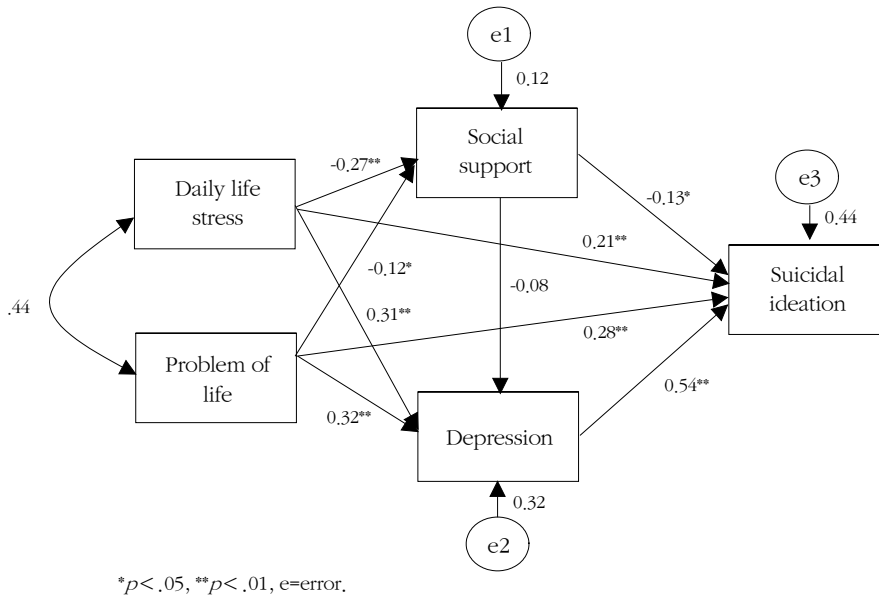 e1
0.12
Social
support
-0.27**
Daily life
stress
e3
0.44
-0.13*
0.21**
Suicidal
ideation
-0.12*
-0.08
.44
0.31**
0.28**
Problem of
life
0.32**
0.54**
Depression
0.32
e2
*p<.05, **p<.01, e=error.